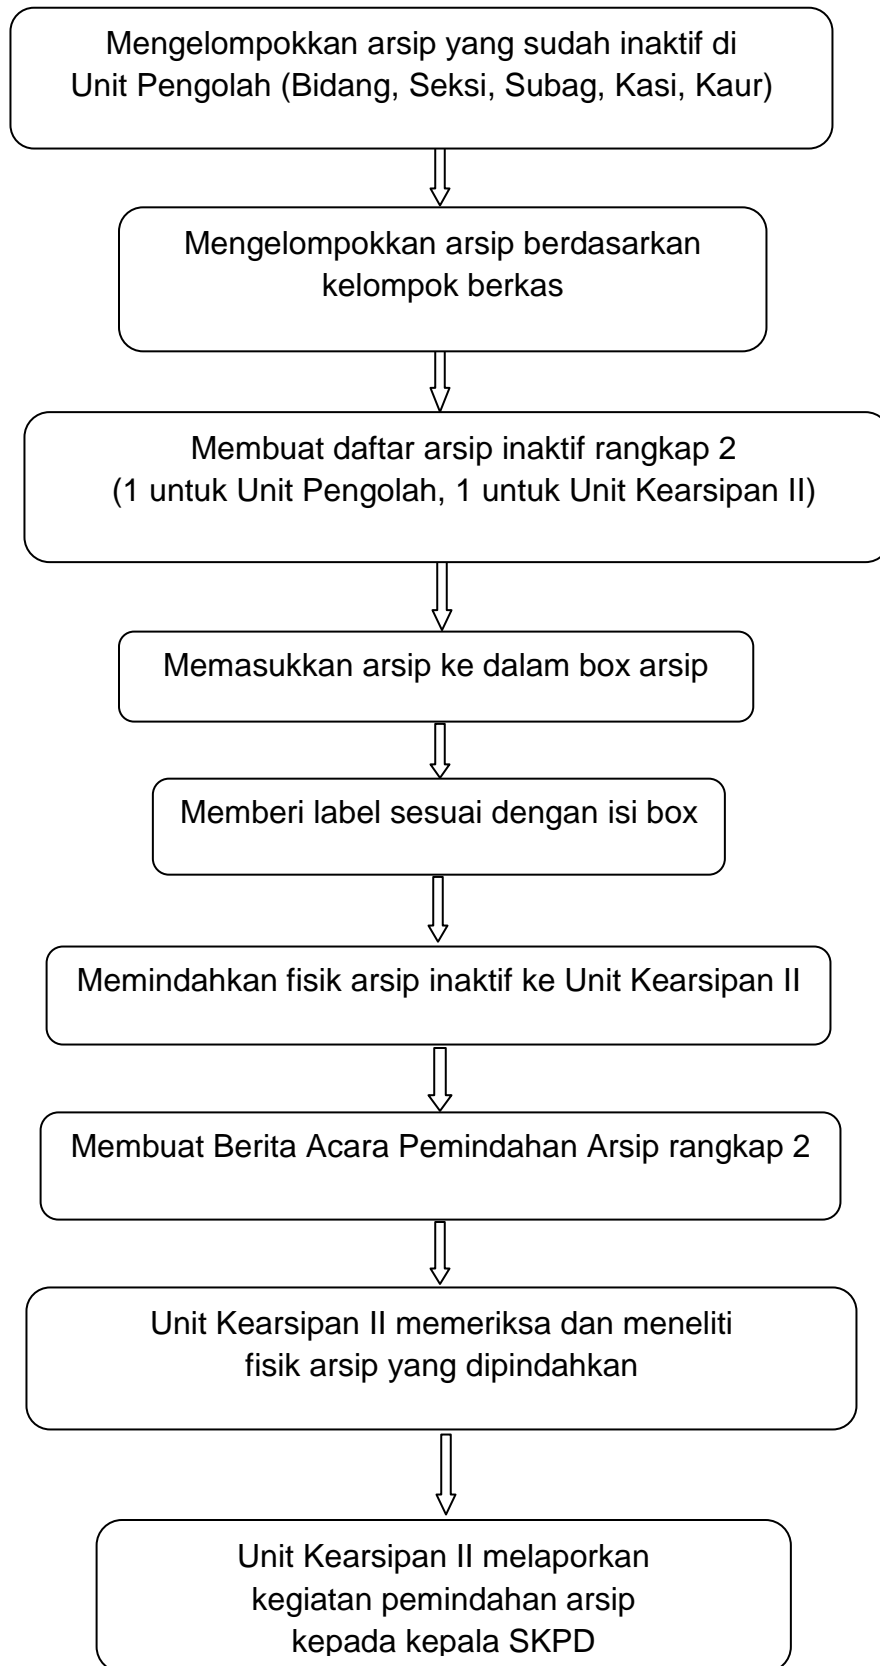 Mengelompokkan arsip yang sudah inaktif di
Unit Pengolah (Bidang, Seksi, Subag, Kasi, Kaur)
Mengelompokkan arsip berdasarkan
kelompok berkas
Membuat daftar arsip inaktif rangkap 2
(1 untuk Unit Pengolah, 1 untuk Unit Kearsipan II)
Memasukkan arsip ke dalam box arsip
Memberi label sesuai dengan isi box
Memindahkan fisik arsip inaktif ke Unit Kearsipan II
Membuat Berita Acara Pemindahan Arsip rangkap 2
Unit Kearsipan II memeriksa dan meneliti
fisik arsip yang dipindahkan
Unit Kearsipan II melaporkan
kegiatan pemindahan arsip
kepada kepala SKPD